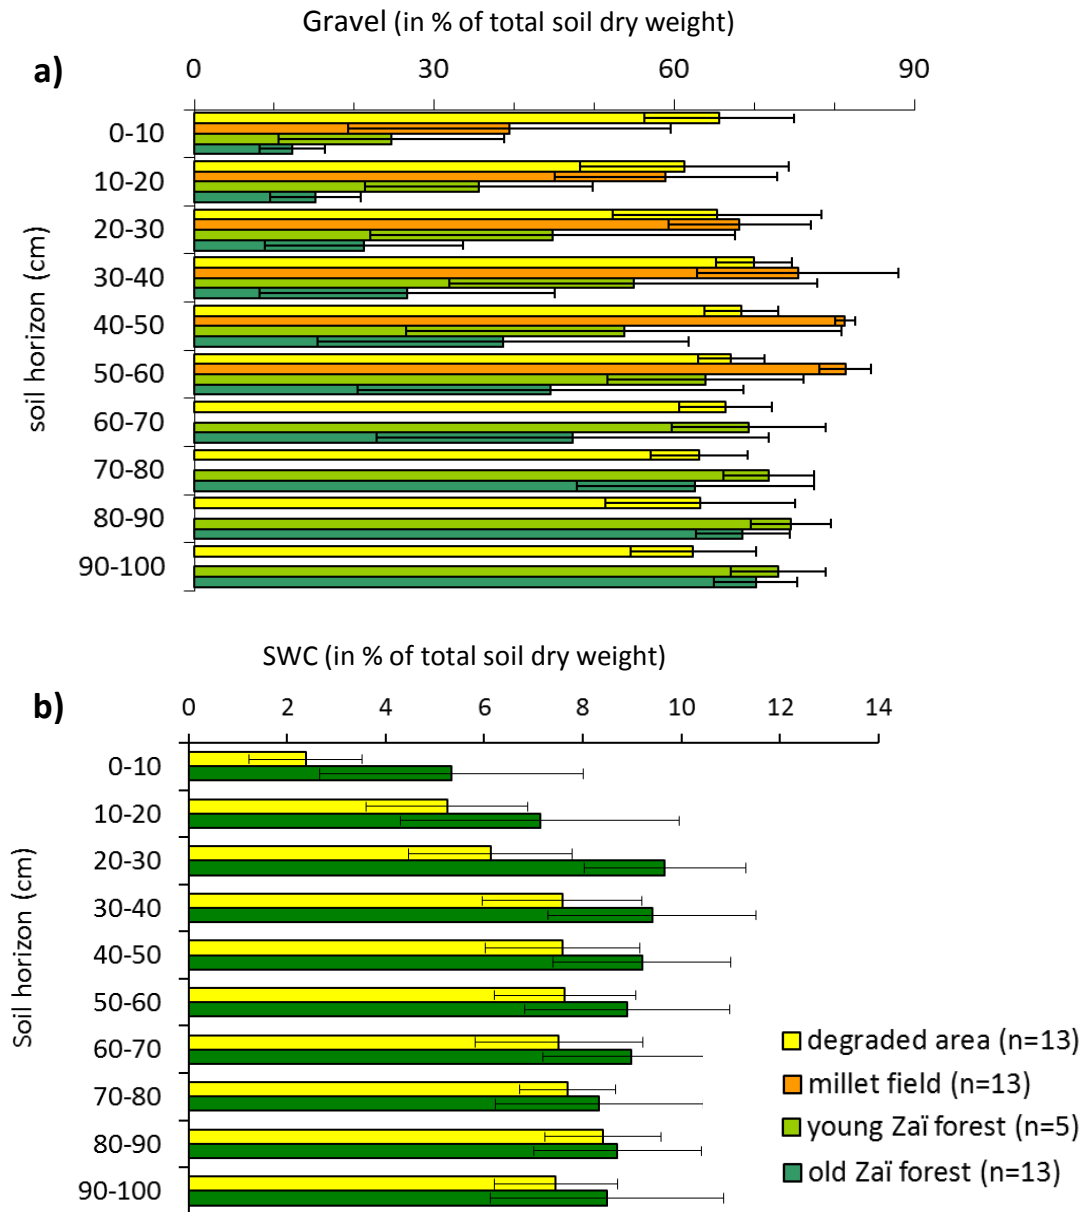 Gravel (in % of total soil dry weight)
a)
0 30 60 90
soil horizon (cm)
0-10
10-20
20-30
30-40
40-50
50-60
60-70
70-80
80-90
90-100
SWC (in % of total soil dry weight)
b)
0 2 4 6 8 10 12 14
Soil horizon (cm)
0-10
10-20
20-30
30-40
40-50
50-60
60-70
70-80
80-90
90-100
degraded area (n=13)
millet field (n=13)
young Zaï forest (n=5)
old Zaï forest (n=13)